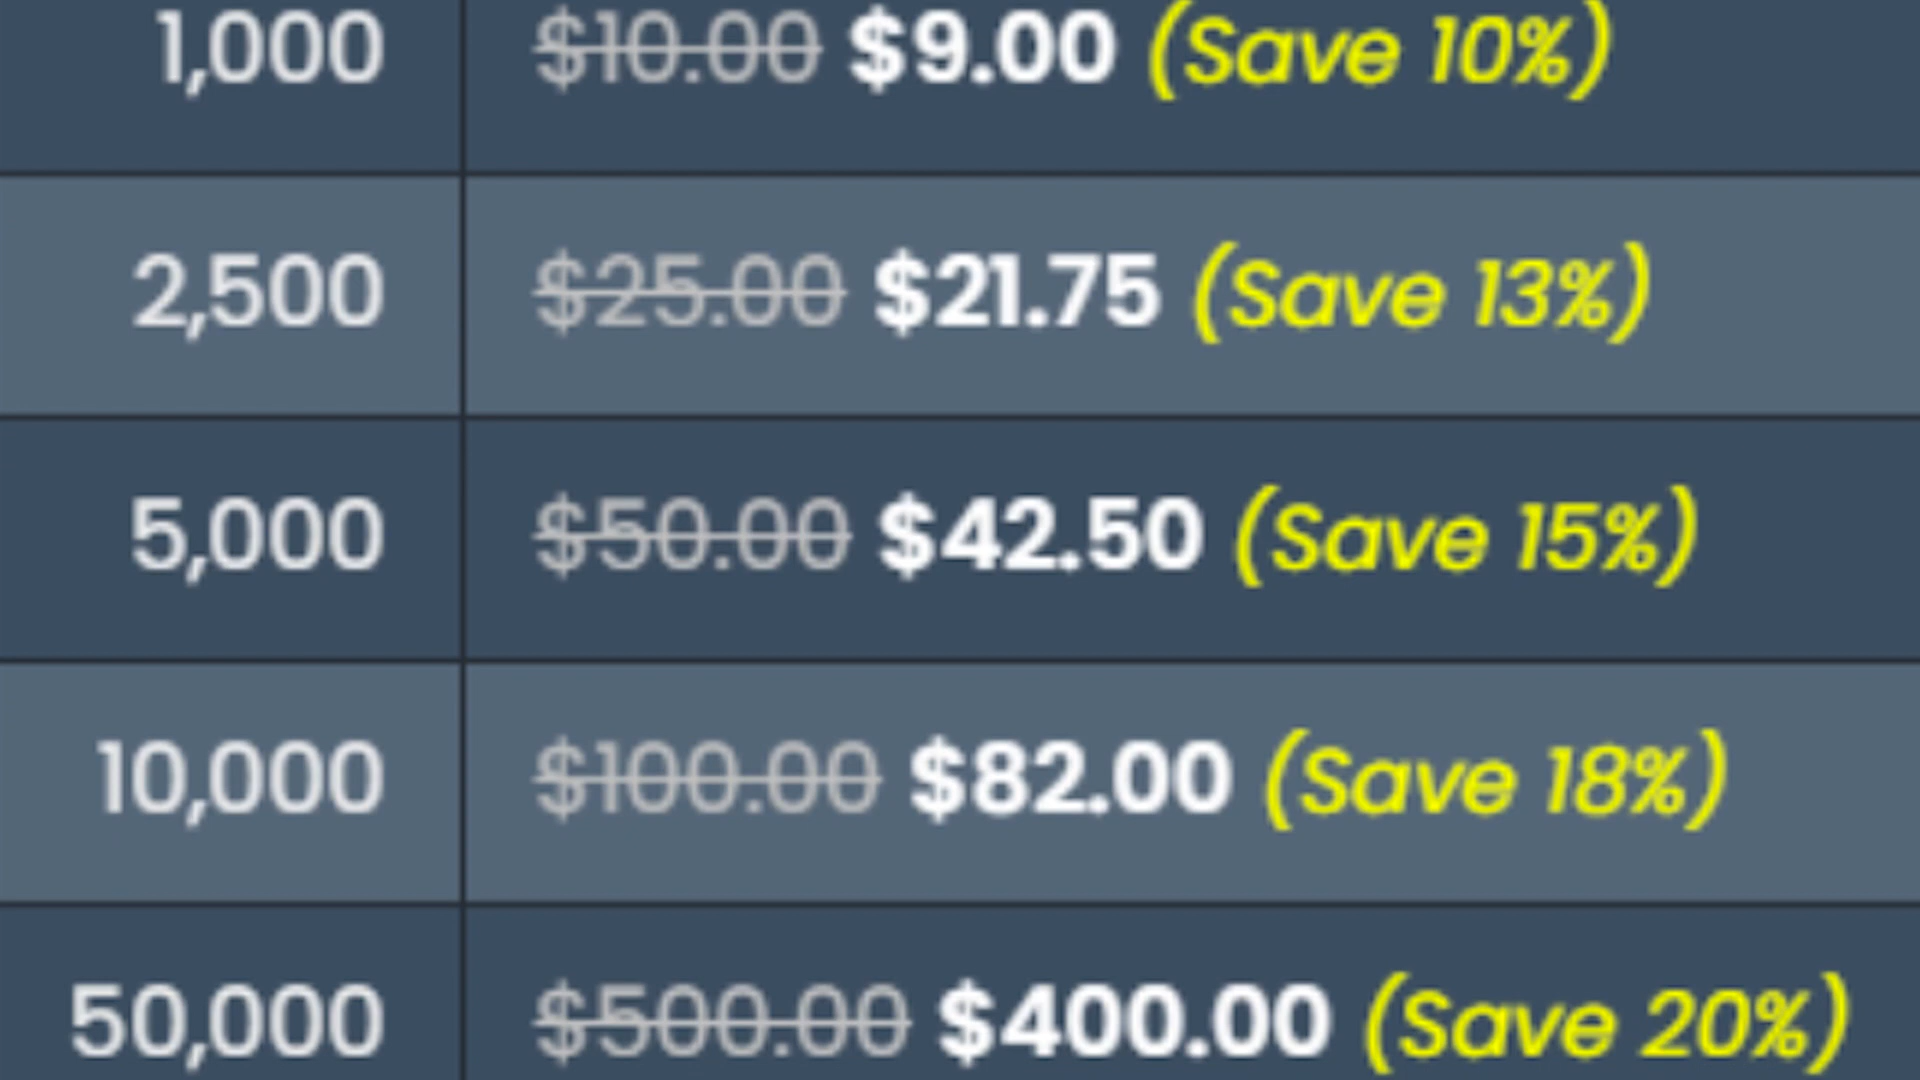 1,000 $10.00 $9.00 (Save 10%)
2,500 $25.00 $21.75 (Save 13%)
5,000 $50.00 $42.50 (Save 15%)
10,000 $100.00 $82.00 (Save 18%)
50,000 $500.00 $400.00 (Save 20%)